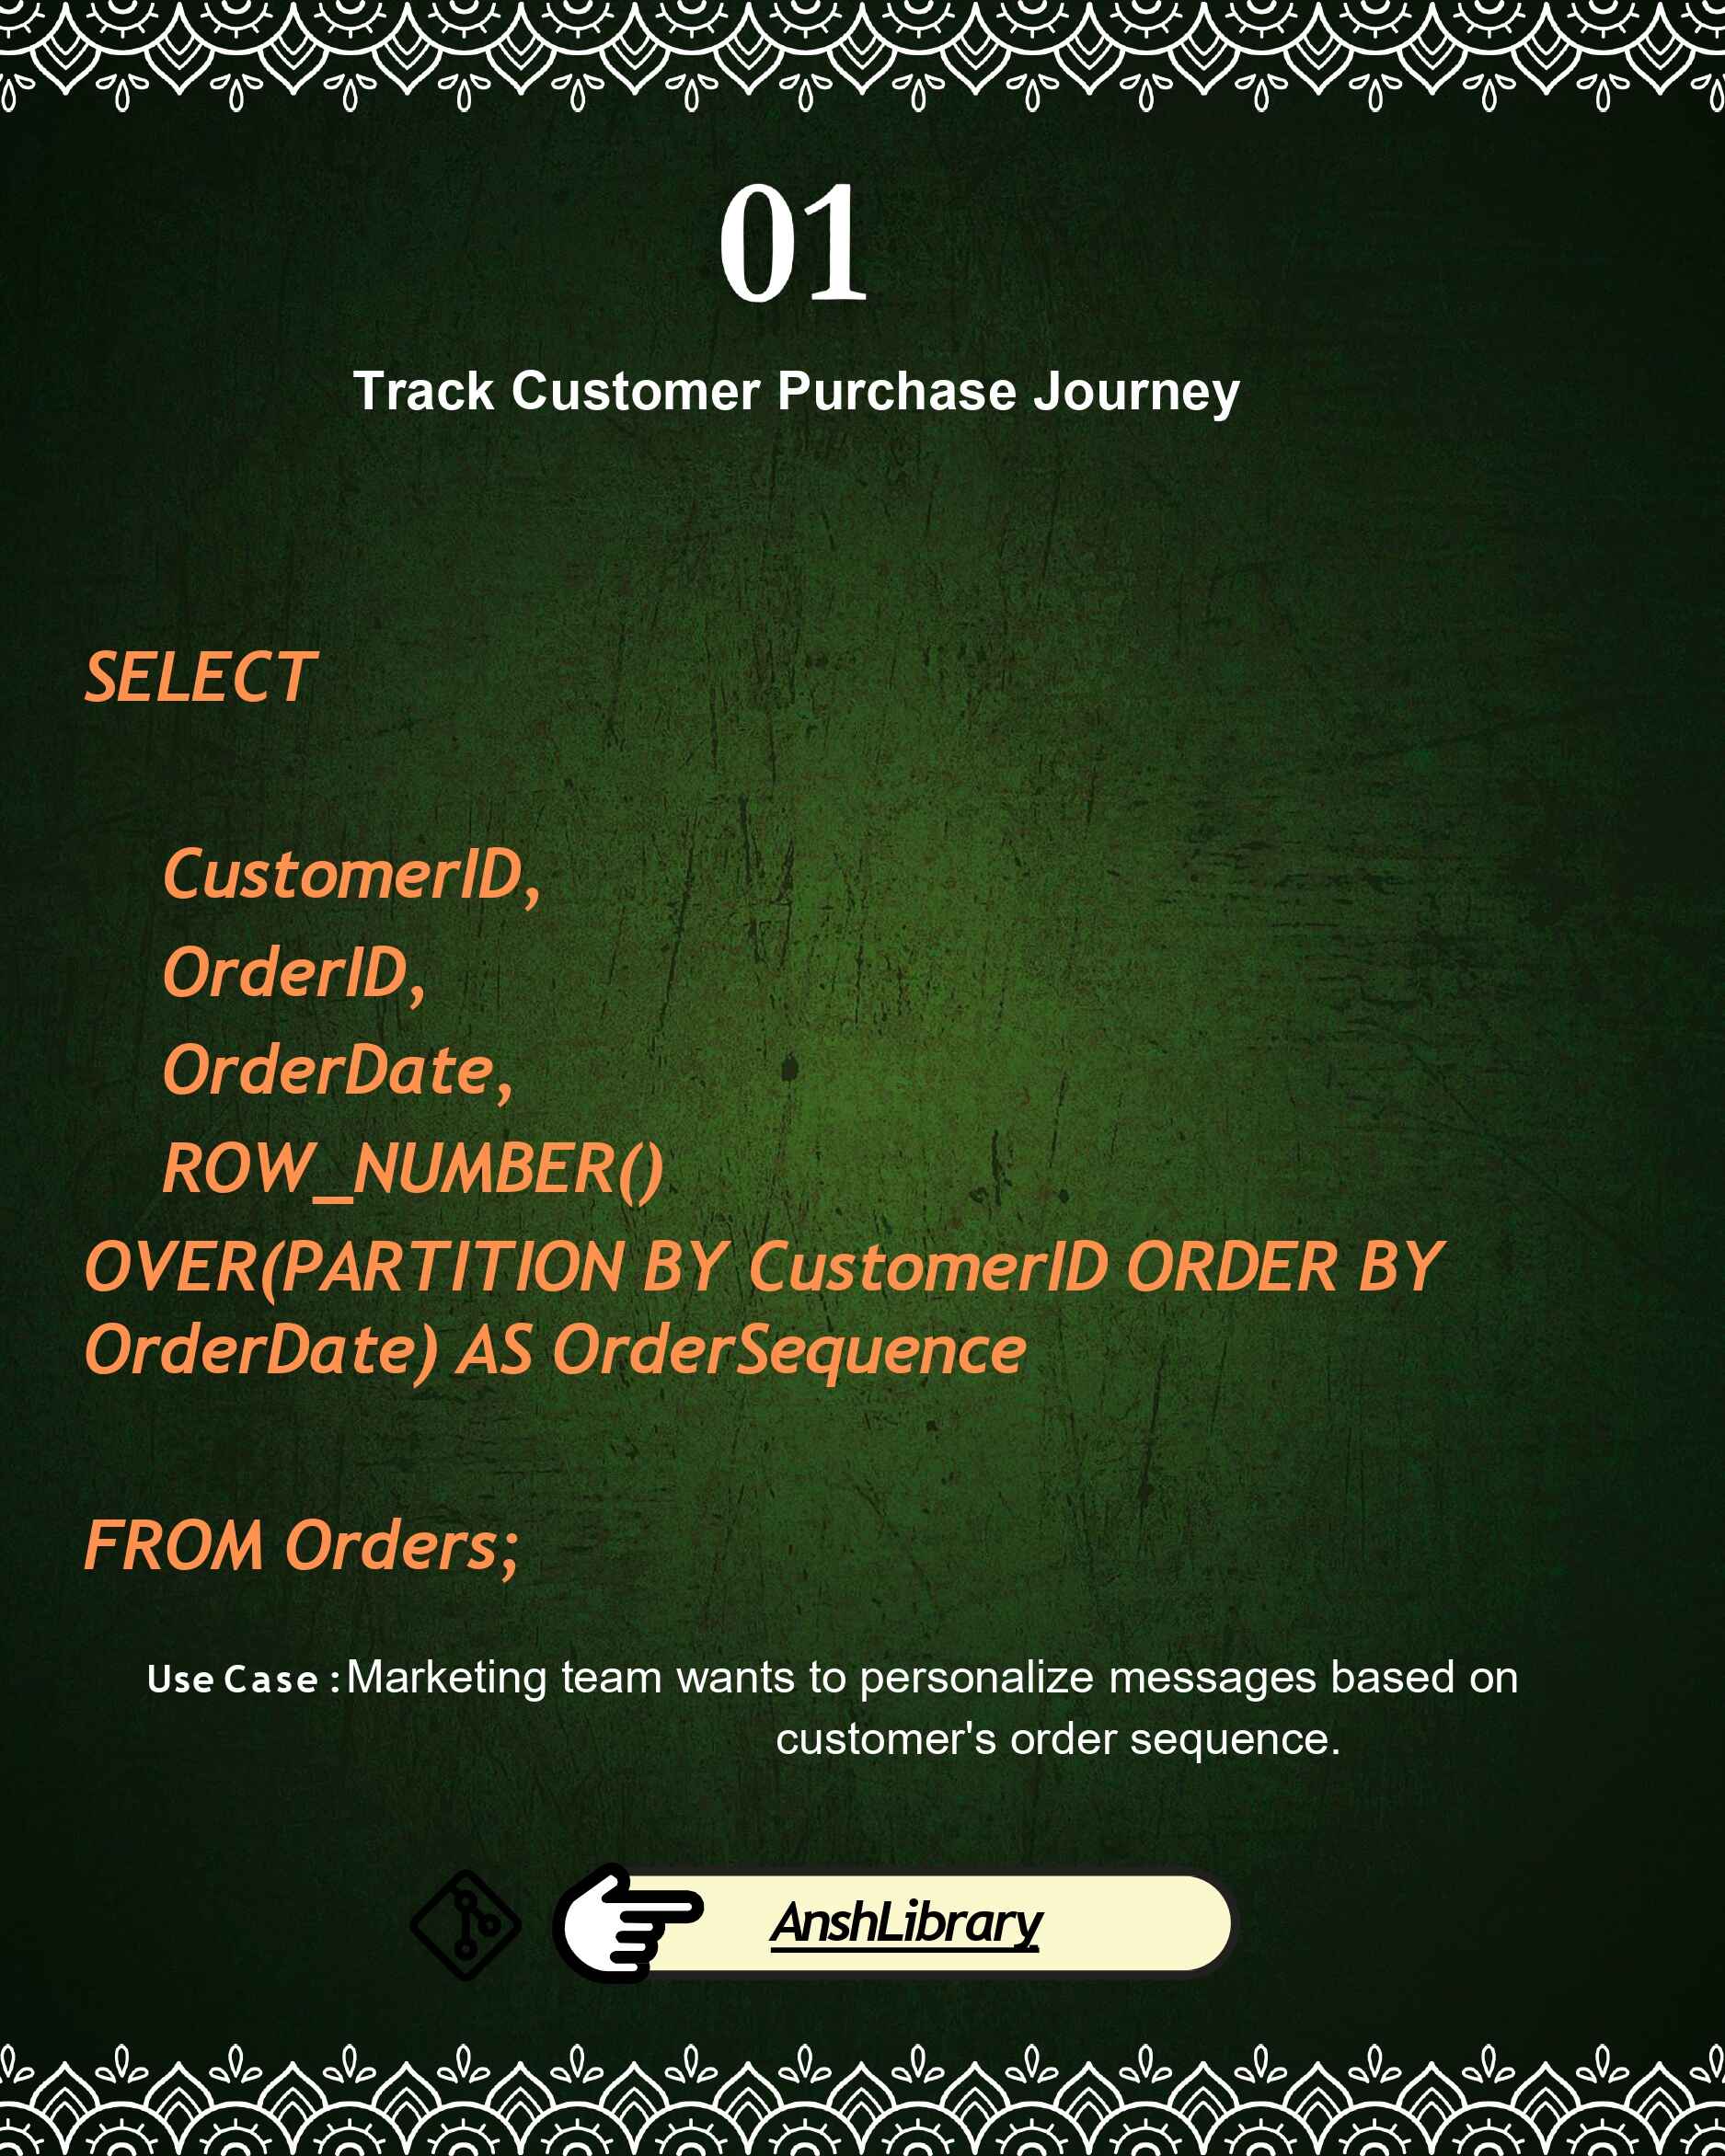 01
Track Customer Purchase Journey
SELECT
CustomerID,
OrderID,
OrderDate,
ROW_NUMBER()
OVER(PARTITION BY CustomerID ORDER BY
OrderDate) AS OrderSequence
FROM Orders;
Use Case : Marketing team wants to personalize messages based on
customer's order sequence.
AnshLibrary